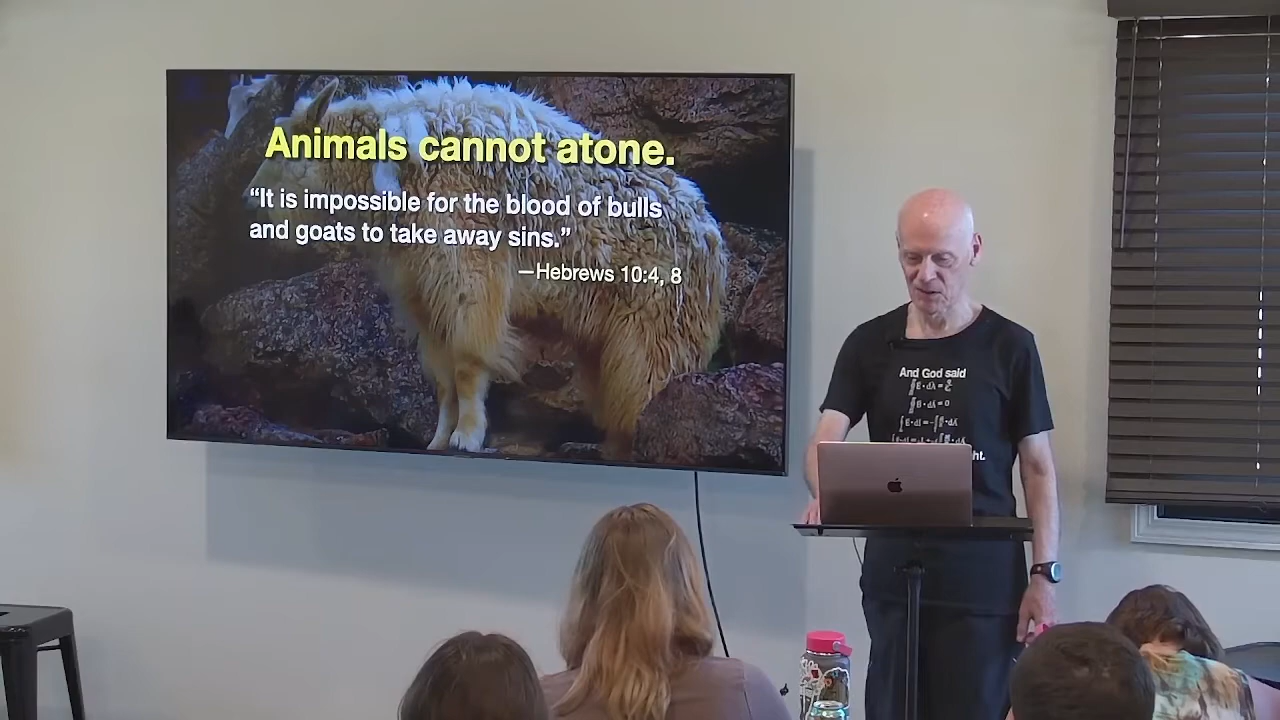 Animals cannot atone.
“It is impossible for the blood of bulls
and goats to take away sins.”
—Hebrews 10:4, 8
And God said
ht.